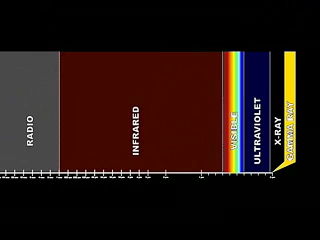 RADIO
INFRARED
VISIBLE
ULTRAVIOLET
X-RAY
GAMMA RAY